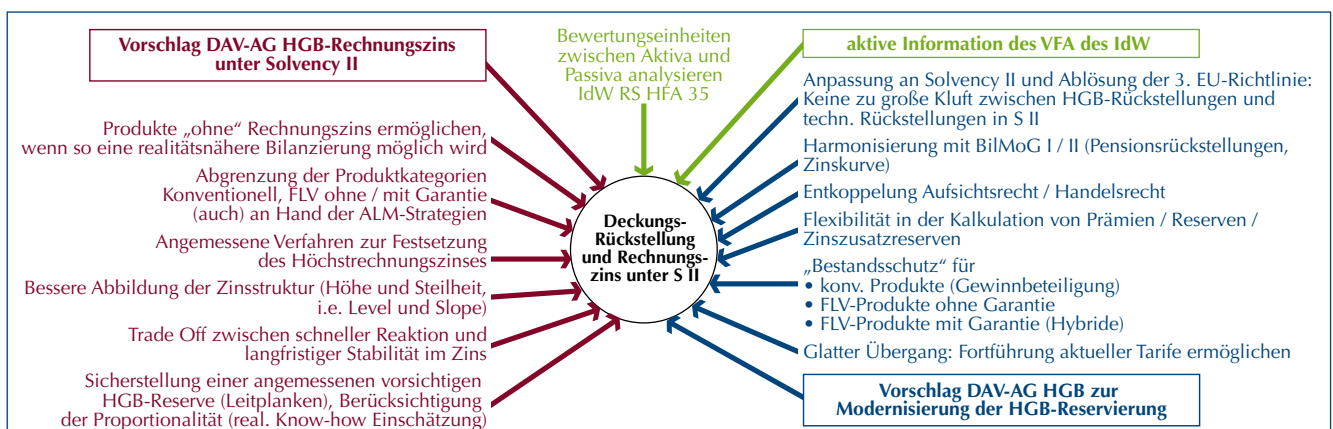 Vorschlag DAV-AG HGB-Rechnungszins
unter Solvency II
Produkte „ohne“ Rechnungszins ermöglichen,
wenn so eine realitätsnähere Bilanzierung möglich wird
Abgrenzung der Produktkategorien
Konventionell, FLV ohne / mit Garantie
(auch) an Hand der ALM-Strategien
Angemessene Verfahren zur Festsetzung
des Höchstrechnungszinses
Bessere Abbildung der Zinsstruktur (Höhe und Steilheit,
i.e. Level und Slope)
Trade Off zwischen schneller Reaktion und
langfristiger Stabilität im Zins
Sicherstellung einer angemessenen vorsichtigen
HGB-Reserve (Leitplanken), Berücksichtigung
der Proportionalität (real. Know-how Einschätzung)
Bewertungseinheiten
zwischen Aktiva und
Passiva analysieren
IdW RS HFA 35
Deckungs-
Rückstellung
und Rechnungs-
zins unter S II
aktive Information des VFA des IdW
Anpassung an Solvency II und Ablösung der 3. EU-Richtlinie:
Keine zu große Kluft zwischen HGB-Rückstellungen und
techn. Rückstellungen in S II
Harmonisierung mit BilMoG I / II (Pensionsrückstellungen,
Zinskurve)
Entkoppelung Aufsichtsrecht / Handelsrecht
Flexibilität in der Kalkulation von Prämien / Reserven /
Zinszusatzreserven
„Bestandsschutz“ für
• konv. Produkte (Gewinnbeteiligung)
• FLV-Produkte ohne Garantie
• FLV-Produkte mit Garantie (Hybride)
Glatter Übergang: Fortführung aktueller Tarife ermöglichen
Vorschlag DAV-AG HGB zur
Modernisierung der HGB-Reservierung